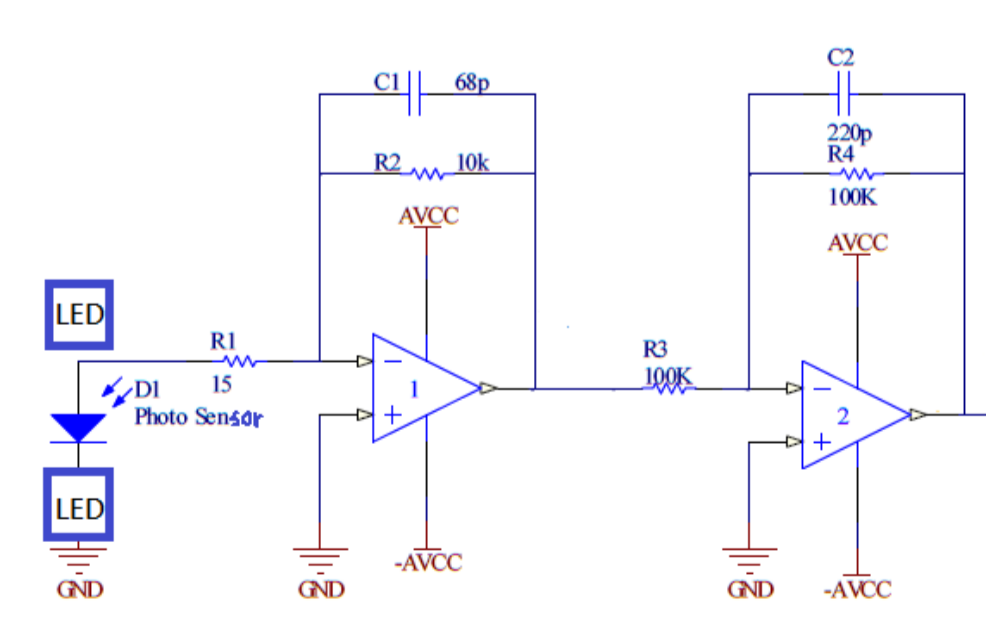 C1 68p
R2 10k
AVCC
LED
R1
15
D1
Photo Sensor
LED
GND
- 1
+
GND
-AVCC
R3
100K
C2
220p
R4
100K
AVCC
- 2
+
GND
-AVCC